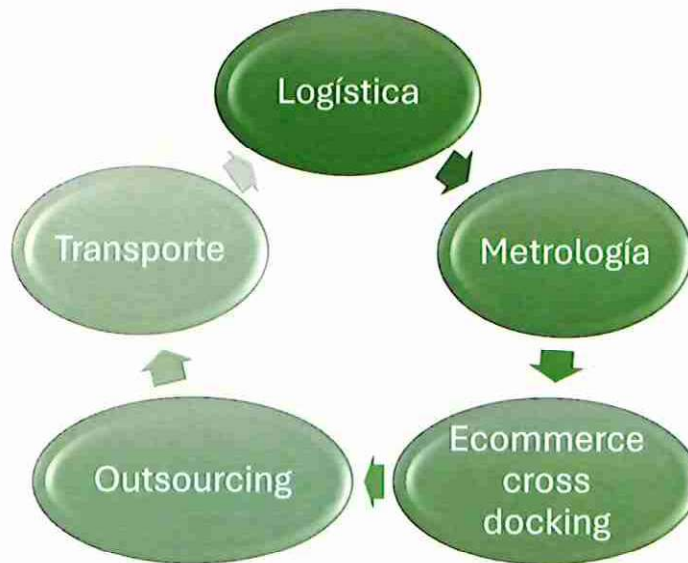 Logística
Metrología
Ecommerce
cross
docking
Outsourcing
Transporte